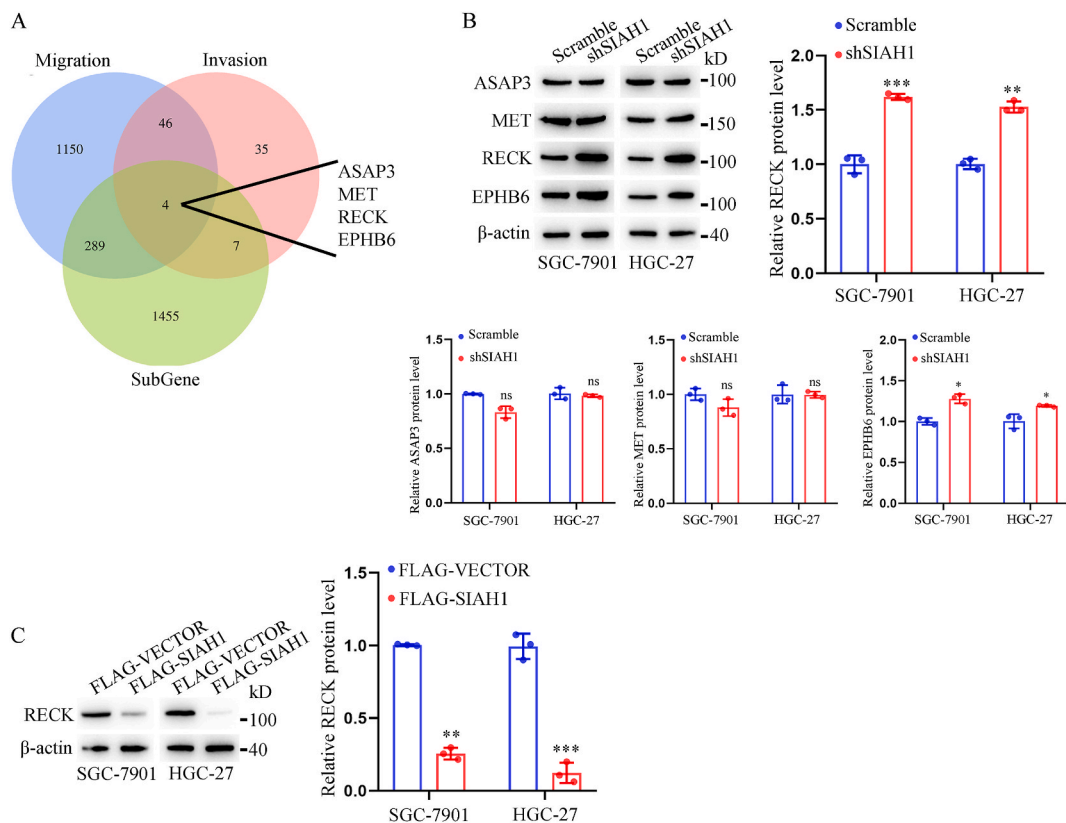 A
Migration
Invasion
46
1150
35
4
289
7
1455
SubGene
ASAP3
MET
RECK
EPHB6
B
Scramble
shSIAH1
Scramble
shSIAH1
kD
ASAP3
-100
MET
-150
RECK
-100
EPHB6
-100
β-actin
-40
SGC-7901 HGC-27
Scramble
shSIAH1
Relative RECK protein level
2.0
1.5
1.0
0.5
0.0
***
**
SGC-7901
HGC-27
Scramble
shSIAH1
Relative ASAP3 protein level
1.5
1.0
0.5
0.0
ns
ns
SGC-7901
HGC-27
Scramble
shSIAH1
Relative MET protein level
1.5
1.0
0.5
0.0
ns
ns
SGC-7901
HGC-27
Scramble
shSIAH1
Relative EPHB6 protein level
2.0
1.5
1.0
0.5
0.0
*
*
SGC-7901
HGC-27
C
FLAG-VECTOR
FLAG-SIAH1
FLAG-VECTOR
FLAG-SIAH1
kD
RECK
-100
β-actin
-40
SGC-7901 HGC-27
FLAG-VECTOR
FLAG-SIAH1
Relative RECK protein level
1.5
1.0
0.5
0.0
**
***
SGC-7901
HGC-27